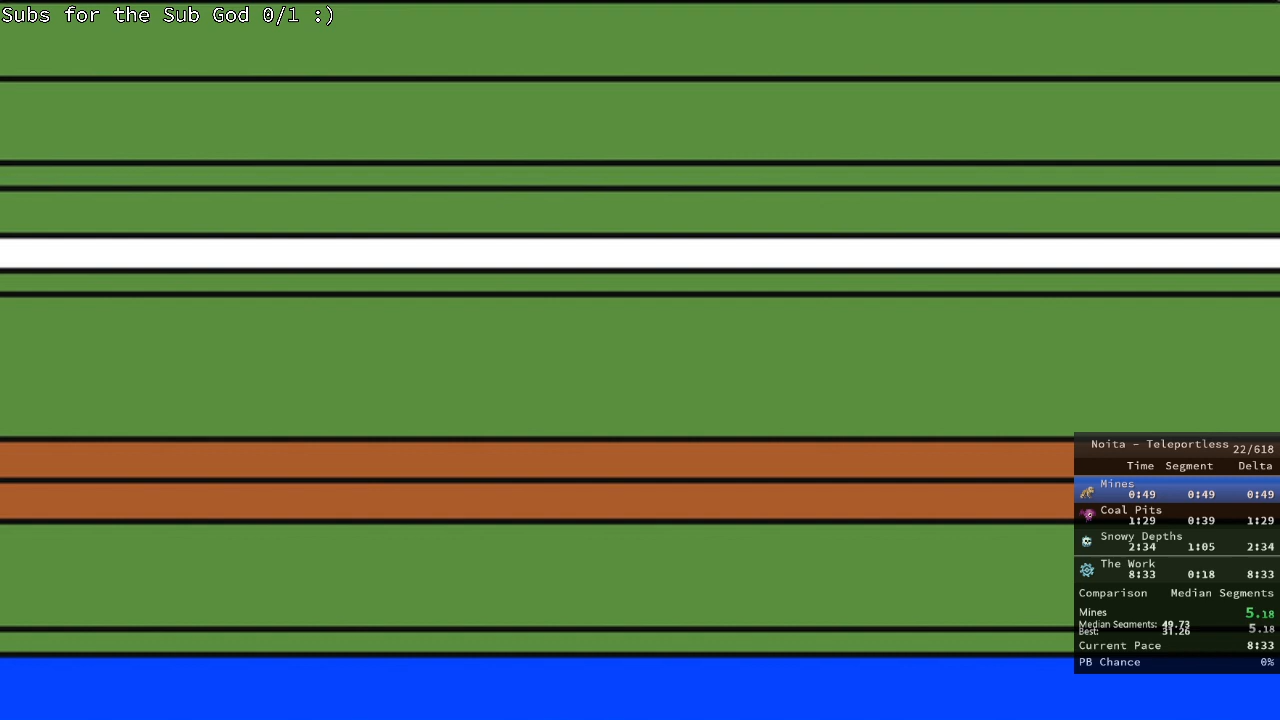 Subs for the Sub God 0/1 :)
Noita - Teleportless 22/618
Time Segment Delta
Mines
0:49 0:49 0:49
Coal Pits
1:29 0:39 1:29
Snowy Depths
2:34 1:05 2:34
The Work
8:33 0:18 8:33
Comparison Median Segments
Mines 5.18
Median Segments: 49.73
Best: 31.26 5.18
Current Pace 8:33
PB Chance 0%